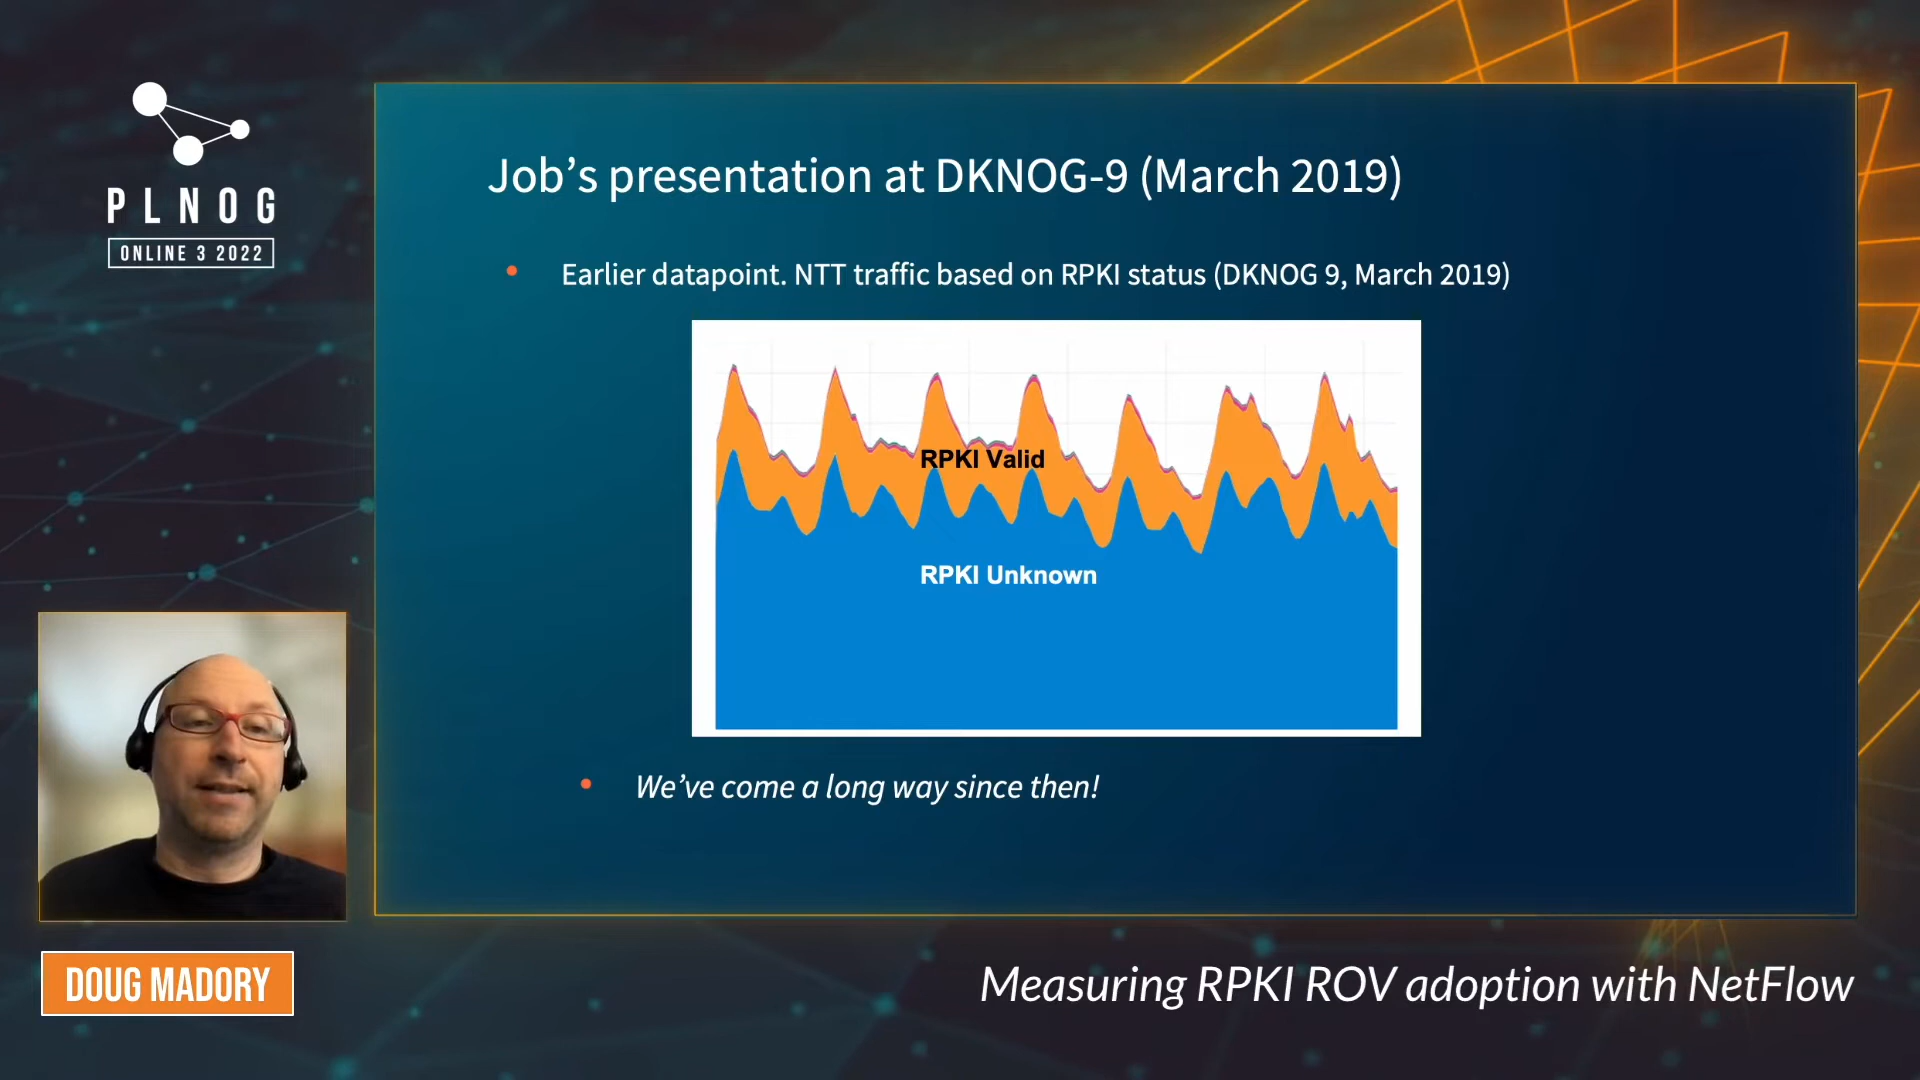 PLNOG
ONLINE 3 2022
Job’s presentation at DKNOG-9 (March 2019)
Earlier datapoint. NTT traffic based on RPKI status (DKNOG 9, March 2019)
RPKI Valid
RPKI Unknown
We’ve come a long way since then!
DOUG MADORY
Measuring RPKI ROV adoption with NetFlow